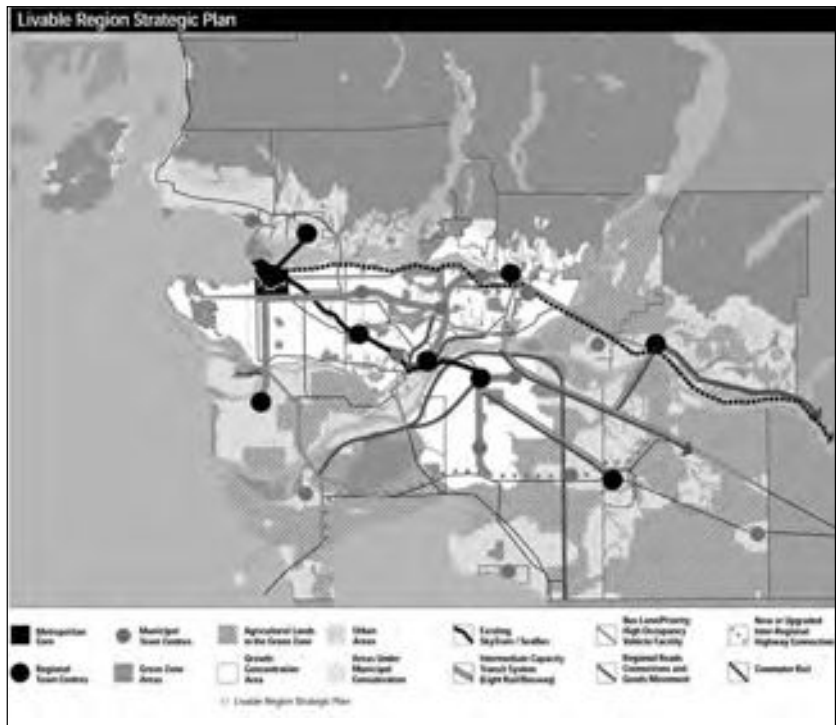 Livable Region Strategic Plan
Metropolitan
Core
Municipal
Town Centres
Agricultural Lands
in the Green Zone
Urban
Areas
Existing
SkyTrain / SeaBus
Bus Lane/Priority
High Occupancy
Vehicle Facility
New or Upgraded
Inter-Regional
Highway Connection
Regional
Town Centres
Green Zone
Areas
Growth
Concentration
Area
Areas Under
Municipal
Consideration
Intermediate Capacity
Transit System
(Light Rail/Busway)
Regional Roads
Connections and
Goods Movement
Commuter Rail
Livable Region Strategic Plan